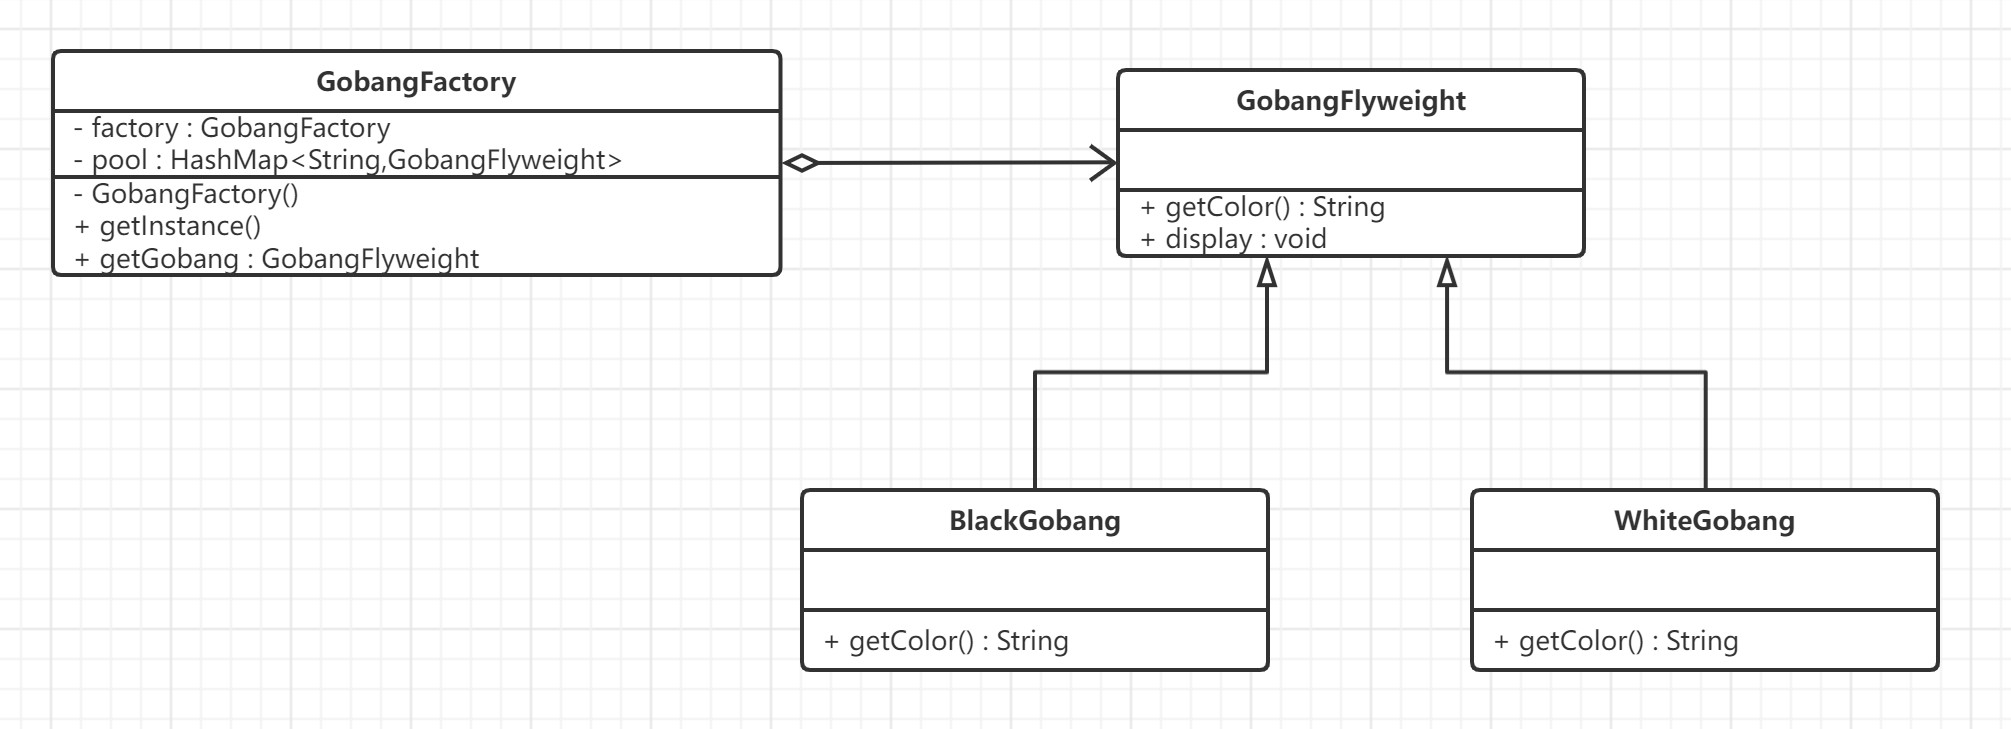 GobangFactory
- factory : GobangFactory
- pool : HashMap<String,GobangFlyweight>
- GobangFactory()
+ getInstance()
+ getGobang : GobangFlyweight
GobangFlyweight
+ getColor() : String
+ display : void
BlackGobang
+ getColor() : String
WhiteGobang
+ getColor() : String